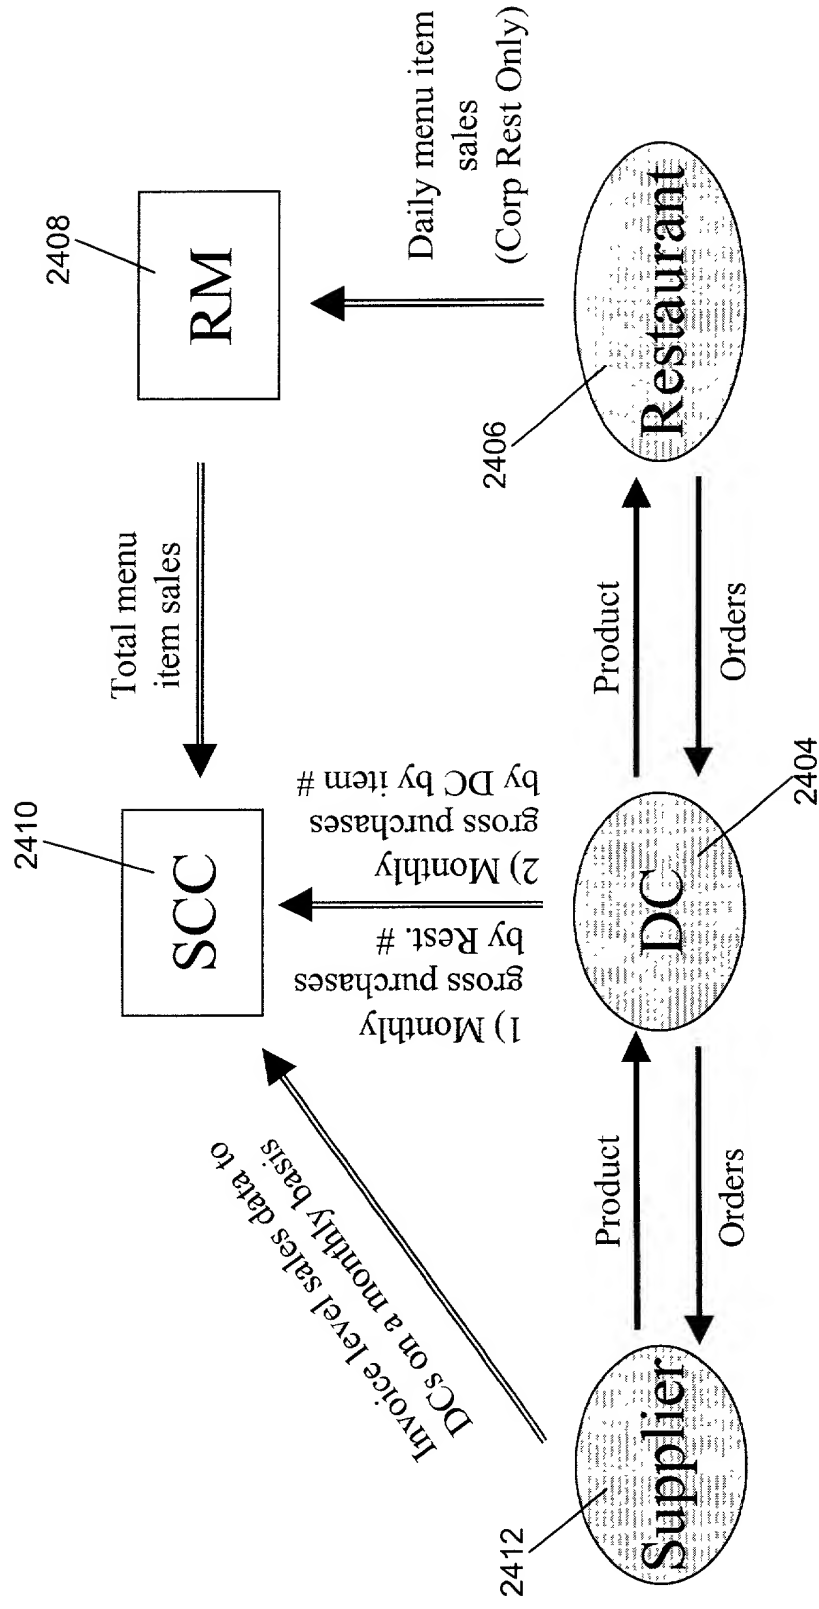 2410
SCC
2408
RM
Total menu
item sales
Invoice level sales data to
DCs on a monthly basis
1) Monthly
gross purchases
by Rest. #
2) Monthly
gross purchases
by DC by item #
Daily menu item
sales
(Corp Rest Only)
2412
Supplier
Product
Orders
DC
2404
Product
Orders
2406
Restaurant